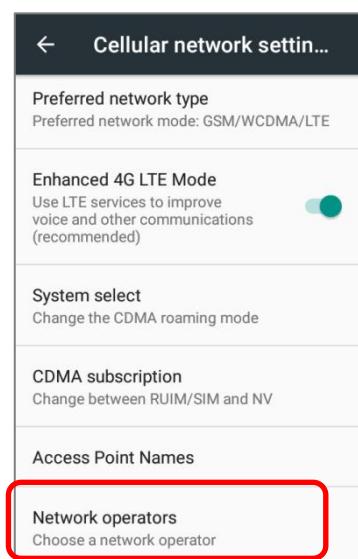 Cellular network settin...
Preferred network type
Preferred network mode: GSM/WCDMA/LTE
Enhanced 4G LTE Mode
Use LTE services to improve
voice and other communications
(recommended)
System select
Change the CDMA roaming mode
CDMA subscription
Change between RUIM/SIM and NV
Access Point Names
Network operators
Choose a network operator